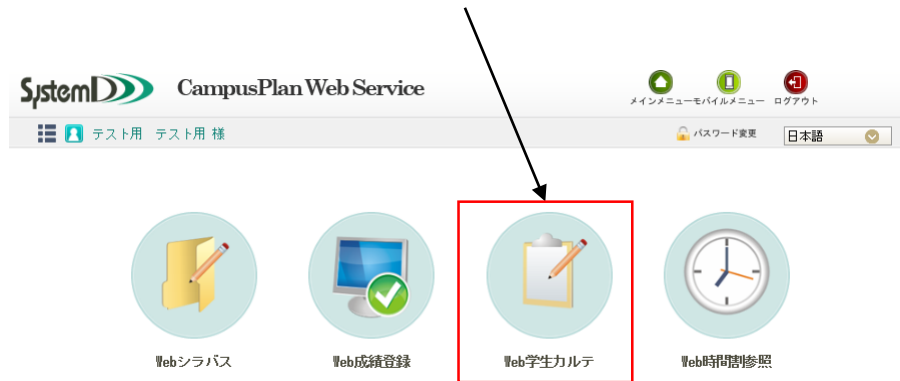 SystemD
CampusPlan Web Service
メインメニュー モバイルメニュー ログアウト
テスト用 テスト用 様
パスワード変更
日本語
Webシラバス
Web成績登録
Web学生カルテ
Web時間割参照